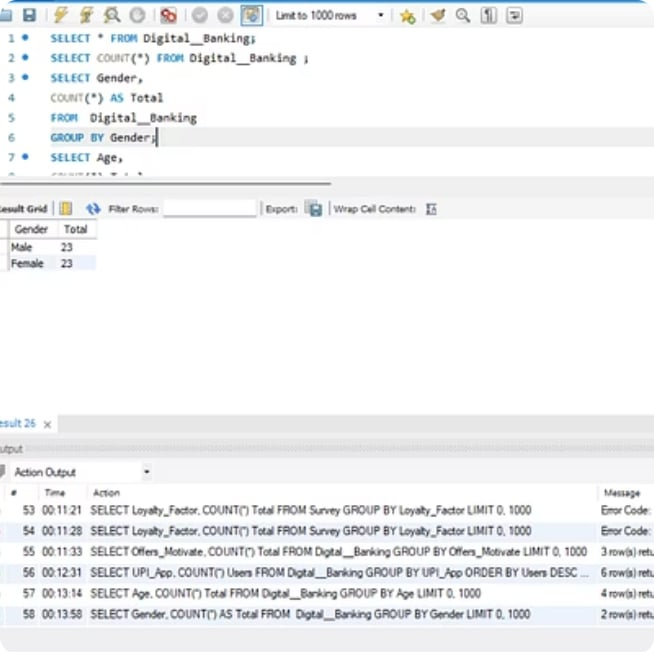 Limit to 1000 rows
1 SELECT * FROM Digital__Banking;
2 SELECT COUNT(*) FROM Digital__Banking ;
3 SELECT Gender,
4 COUNT(*) AS Total
5 FROM Digital__Banking
6 GROUP BY Gender;
7 SELECT Age,
esult Grid Filter Rows: Export: Wrap Cell Content:
Gender Total
Male 23
Female 23
esult 26 x
utput
Action Output
# Time Action Message
53 00:11:21 SELECT Loyalty_Factor, COUNT(*) Total FROM Survey GROUP BY Loyalty_Factor LIMIT 0, 1000 Error Code:
54 00:11:28 SELECT Loyalty_Factor, COUNT(*) Total FROM Survey GROUP BY Loyalty_Factor LIMIT 0, 1000 Error Code:
55 00:11:33 SELECT Offers_Motivate, COUNT(*) Total FROM Digital__Banking GROUP BY Offers_Motivate LIMIT 0, 1000 3 row(s) retu
56 00:12:31 SELECT UPI_App, COUNT(*) Users FROM Digital__Banking GROUP BY UPI_App ORDER BY Users DESC ... 6 row(s) retu
57 00:13:14 SELECT Age, COUNT(*) Total FROM Digital__Banking GROUP BY Age LIMIT 0, 1000 4 row(s) retu
58 00:13:58 SELECT Gender, COUNT(*) AS Total FROM Digital__Banking GROUP BY Gender LIMIT 0, 1000 2 row(s) retu